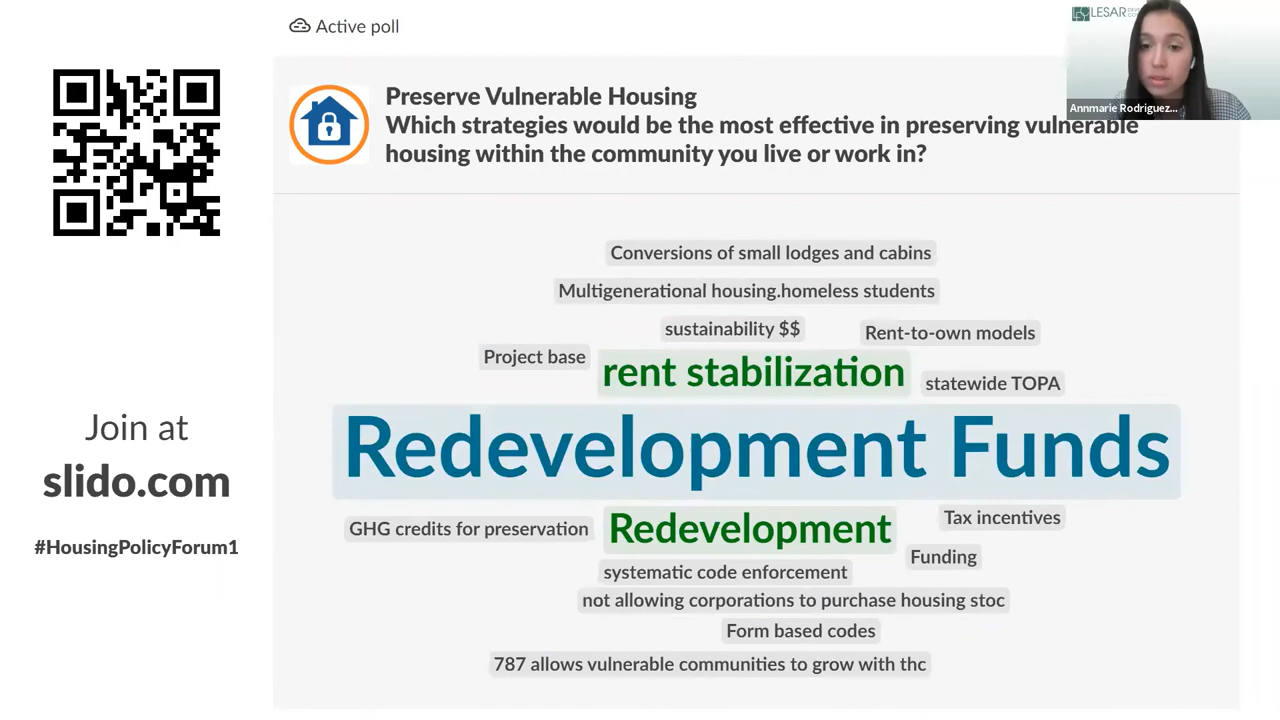 Active poll
LESAR
Annmarie Rodriguez...
Preserve Vulnerable Housing
Which strategies would be the most effective in preserving vulnerable
housing within the community you live or work in?
Conversions of small lodges and cabins
Multigenerational housing.homeless students
sustainability $$
Rent-to-own models
Project base
rent stabilization
statewide TOPA
Redevelopment Funds
GHG credits for preservation
Redevelopment
Tax incentives
Funding
systematic code enforcement
not allowing corporations to purchase housing stoc
Form based codes
787 allows vulnerable communities to grow with thc
Join at
slido.com
#HousingPolicyForum1